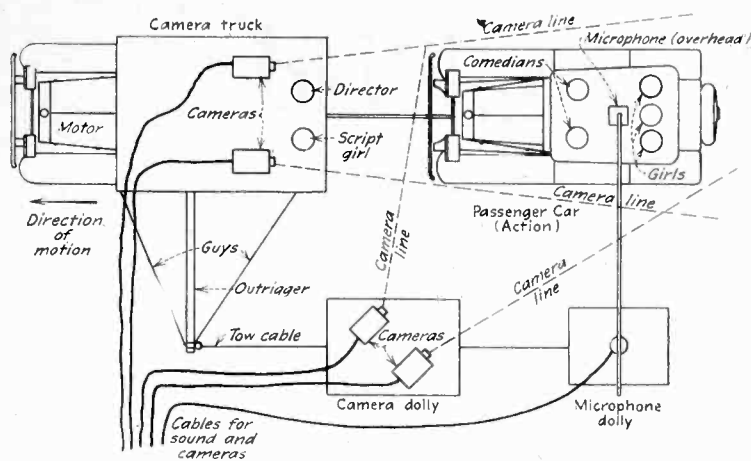 Camera truck
Camera line
Microphone (overhead)
Comedians
Director
Cameras
Motor
Script
girl
Girls
Camera line
Passenger Car
(Action)
Direction
of
motion
Guys
Camera
line
Camera
line
Outrigger
Tow cable
Cameras
Camera dolly
Microphone
dolly
Cables for
sound and
cameras